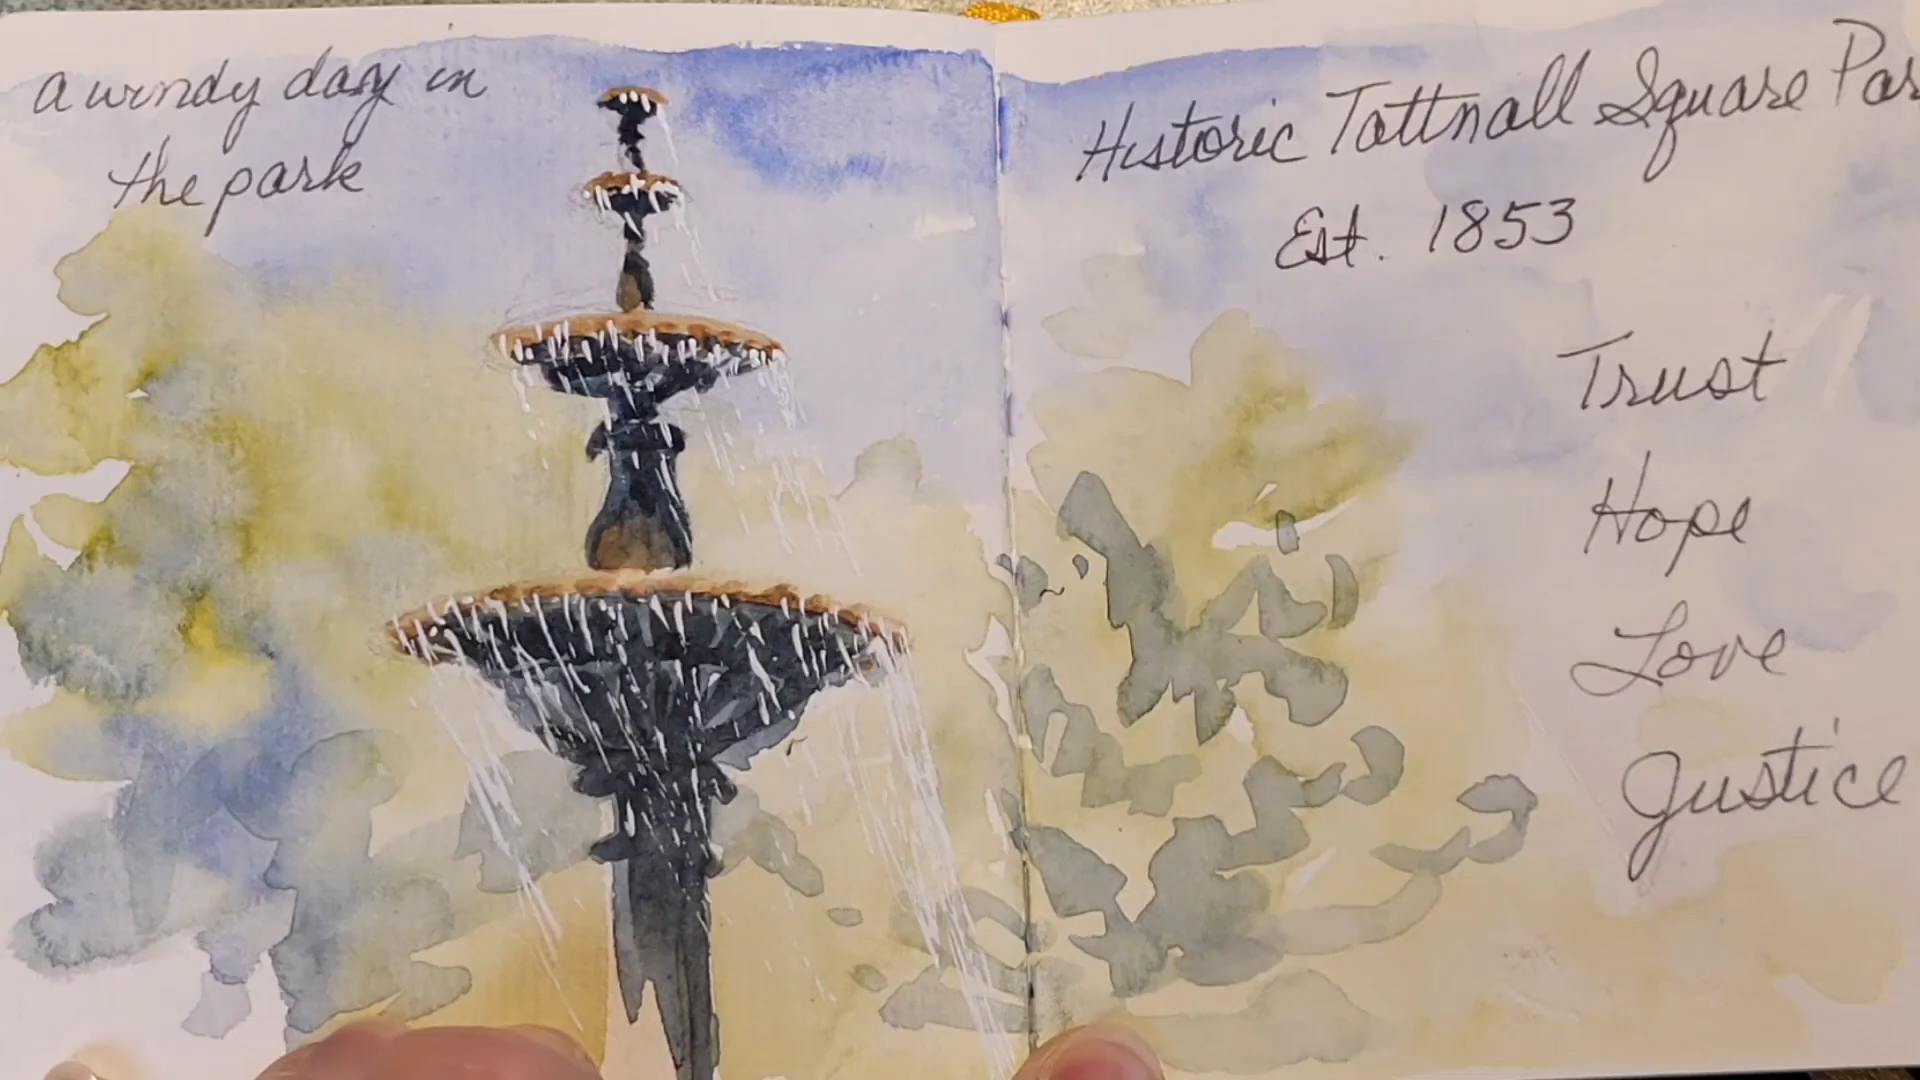 a windy day in
the park
Historic Tattnall Square Par
Est. 1853
Trust
Hope
Love
Justice